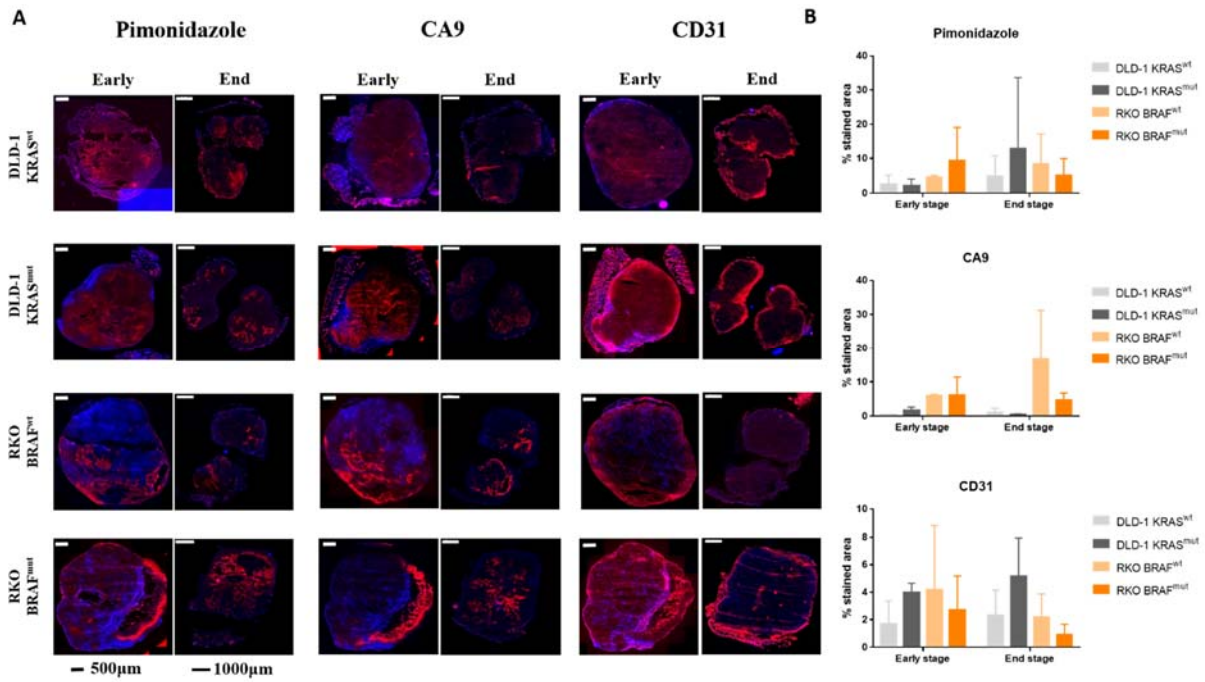 A
Pimonidazole CA9 CD31
Early End Early End Early End
DLD-1
KRASwt
DLD-1
KRASmut
RKO
BRAFwt
RKO
BRAFmut
500µm 1000µm
B
Pimonidazole
% stained area
40
30
20
10
0
Early stage End stage
DLD-1 KRASwt
DLD-1 KRASmut
RKO BRAFwt
RKO BRAFmut
CA9
% stained area
40
30
20
10
0
Early stage End stage
DLD-1 KRASwt
DLD-1 KRASmut
RKO BRAFwt
RKO BRAFmut
CD31
% stained area
10
8
6
4
2
0
Early stage End stage
DLD-1 KRASwt
DLD-1 KRASmut
RKO BRAFwt
RKO BRAFmut